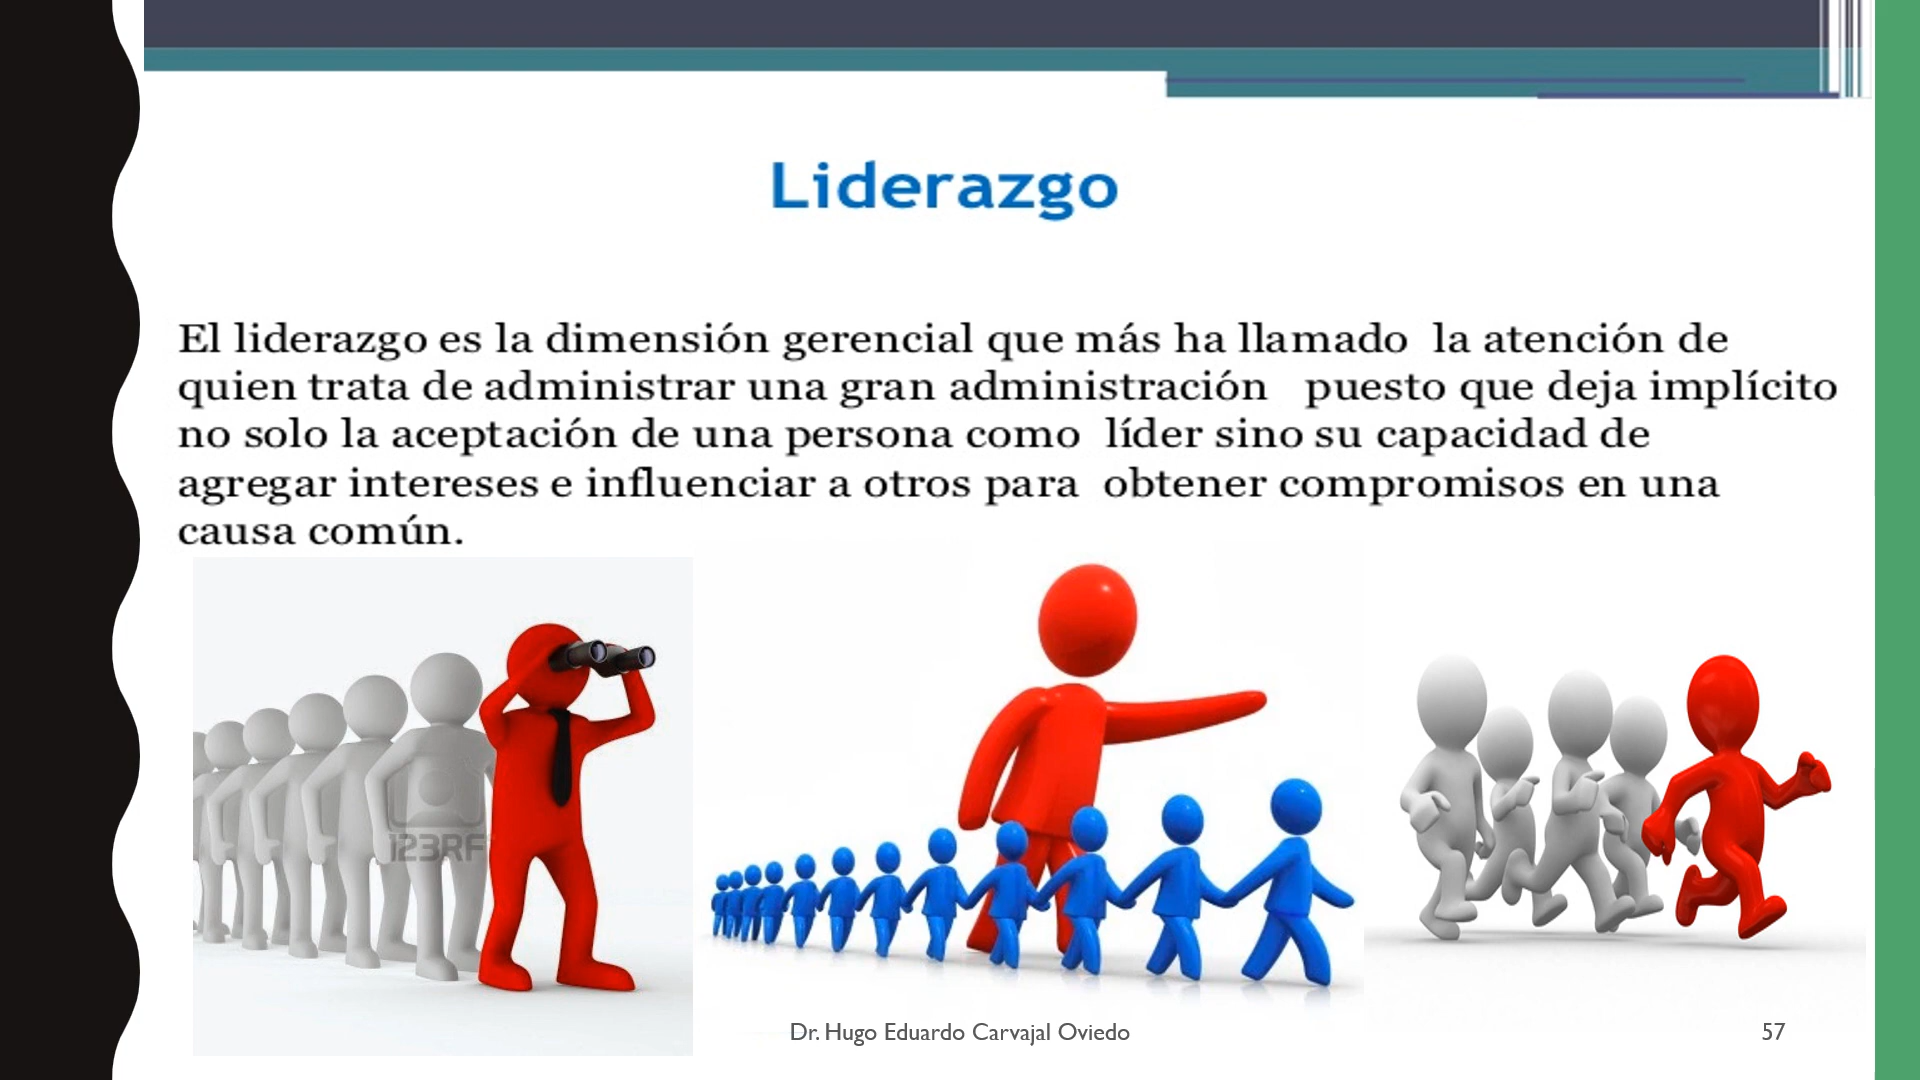 Liderazgo
El liderazgo es la dimensión gerencial que más ha llamado la atención de
quien trata de administrar una gran administración puesto que deja implícito
no solo la aceptación de una persona como líder sino su capacidad de
agregar intereses e influenciar a otros para obtener compromisos en una
causa común.
123RF
Dr. Hugo Eduardo Carvajal Oviedo
57